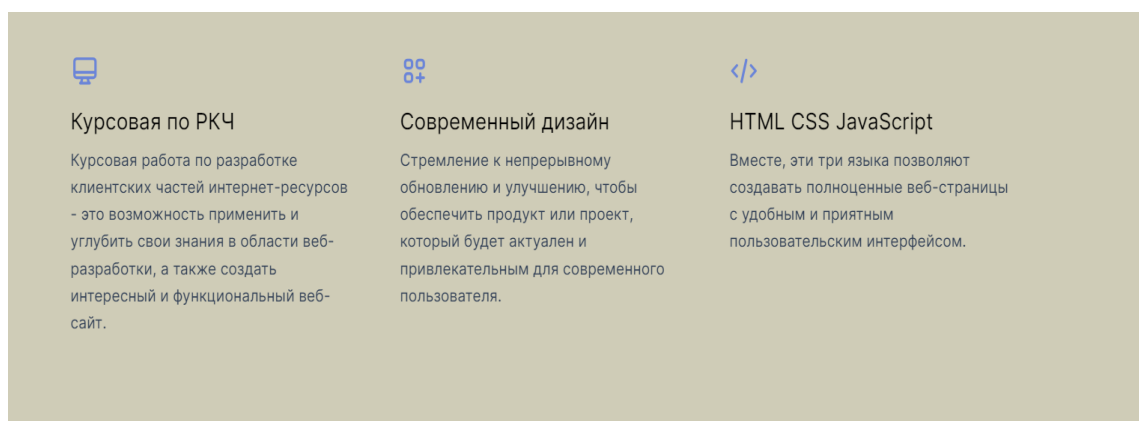 Курсовая по РКЧ
Курсовая работа по разработке
клиентских частей интернет-ресурсов
- это возможность применить и
углубить свои знания в области веб-
разработки, а также создать
интересный и функциональный веб-
сайт.
Современный дизайн
Стремление к непрерывному
обновлению и улучшению, чтобы
обеспечить продукт или проект,
который будет актуален и
привлекательным для современного
пользователя.
HTML CSS JavaScript
Вместе, эти три языка позволяют
создавать полноценные веб-страницы
с удобным и приятным
пользовательским интерфейсом.